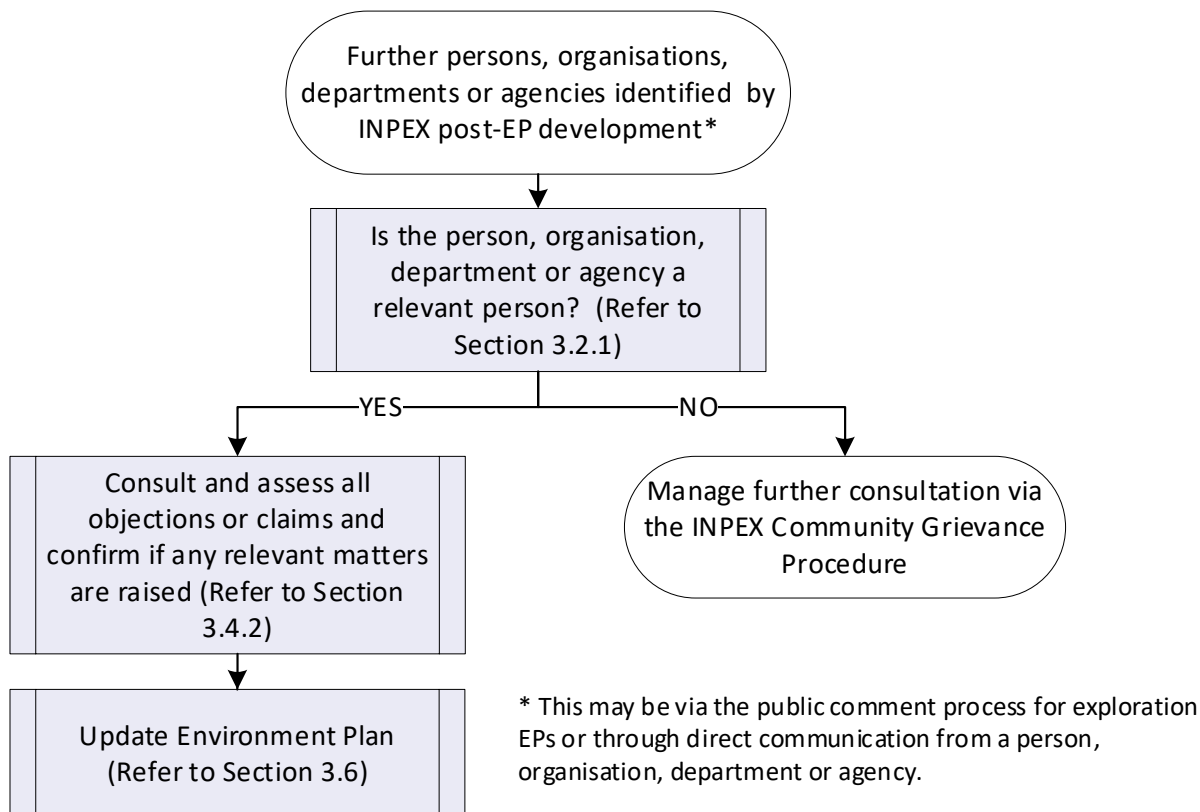 Further persons, organisations,
departments or agencies identified by
INPEX post-EP development*
Is the person, organisation,
department or agency a
relevant person? (Refer to
Section 3.2.1)
YES
NO
Consult and assess all
objections or claims and
confirm if any relevant matters
are raised (Refer to Section
3.4.2)
Manage further consultation via
the INPEX Community Grievance
Procedure
Update Environment Plan
(Refer to Section 3.6)
* This may be via the public comment process for exploration
EPs or through direct communication from a person,
organisation, department or agency.